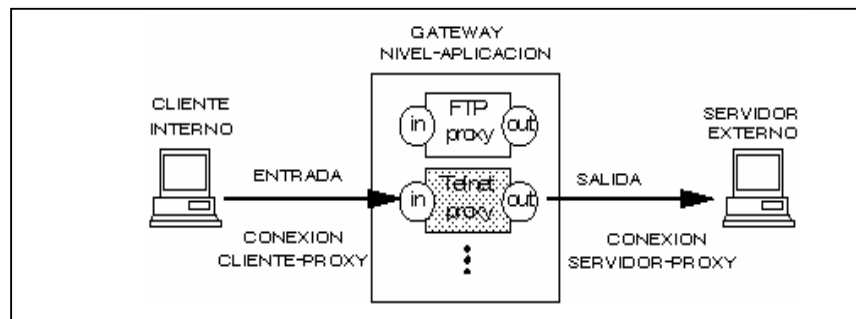 GATEWAY
NIVEL-APLICACION
CLIENTE
INTERNO
FTP
proxy
in
out
SERVIDOR
EXTERNO
ENTRADA
Telnet
proxy
in
out
SALIDA
CONEXION
CLIENTE-PROXY
CONEXION
SERVIDOR-PROXY